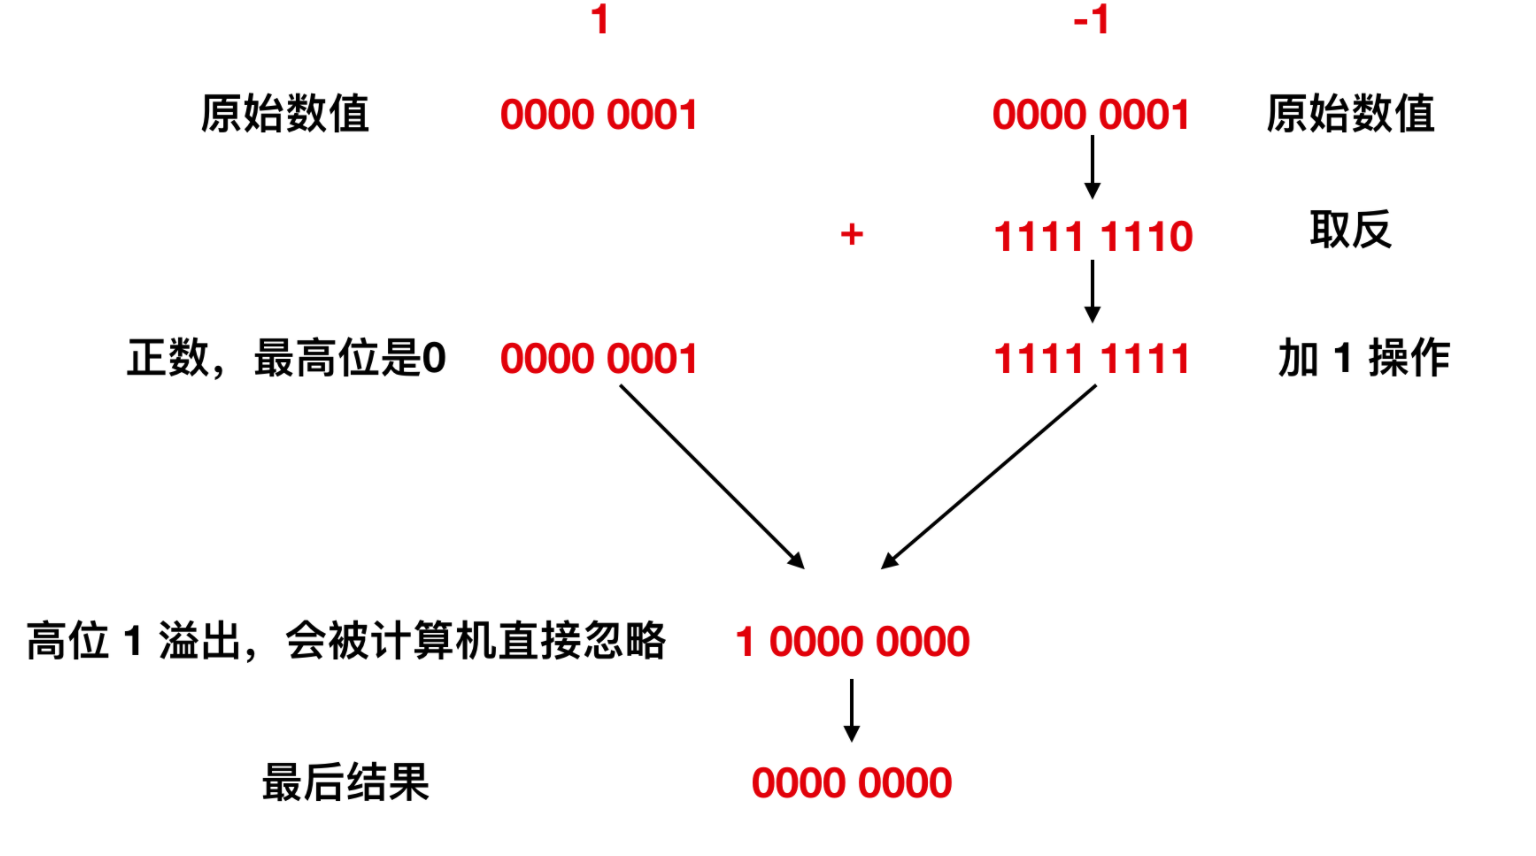 1 -1
原始数值 0000 0001 0000 0001 原始数值
+ 1111 1110 取反
正数，最高位是0 0000 0001 1111 1111 加 1 操作
高位 1 溢出，会被计算机直接忽略 1 0000 0000
最后结果 0000 0000